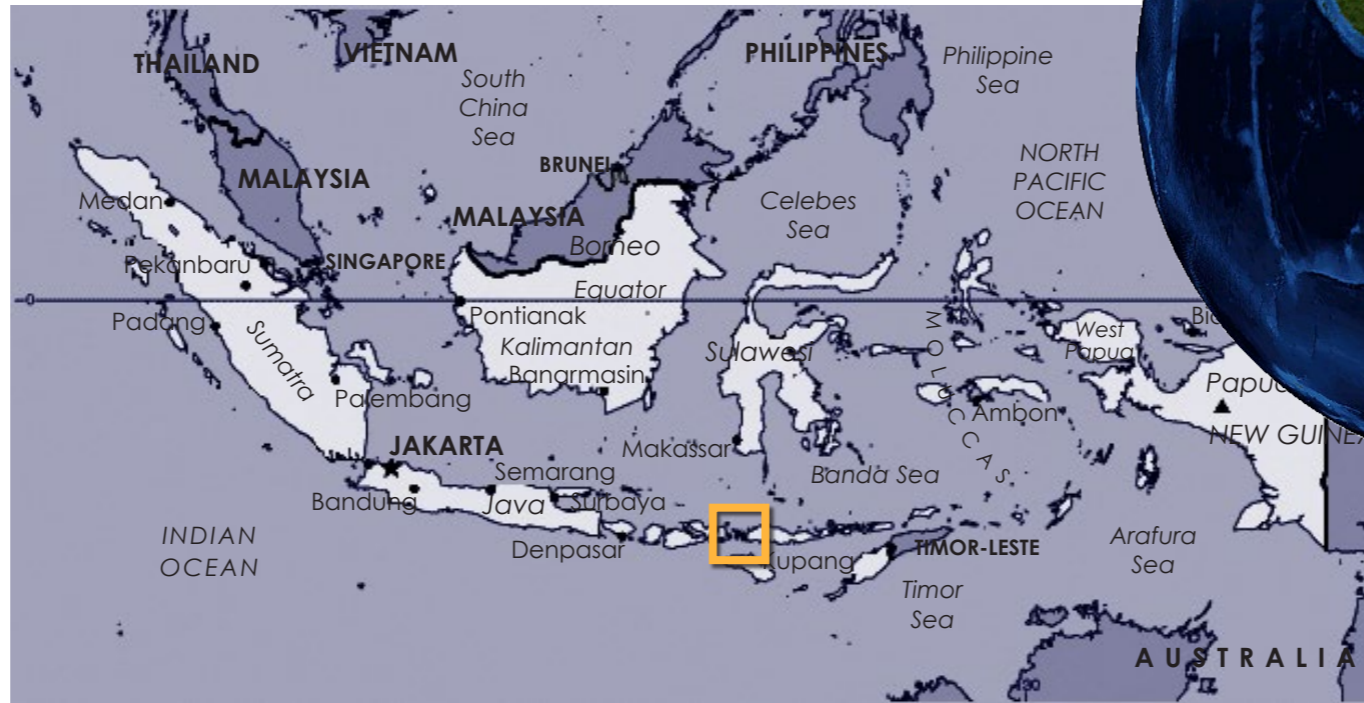 THAILAND
VIETNAM
PHILIPPINES
Philippine
Sea
South
China
Sea
BRUNEI
NORTH
PACIFIC
OCEAN
MALAYSIA
Medan
MALAYSIA
Celebes
Sea
Borneo
Pekanbaru
SINGAPORE
Equator
0
Padang
Sumatra
Pontianak
Kalimantan
Banarmasin
Sulawesi
MOLUCCAS
West
Papua
Palembang
Ambon
NEW GUINEA
JAKARTA
Makassar
Semarang
Banda Sea
Bandung
Java
Surbaya
INDIAN
OCEAN
Denpasar
Kupang
TIMOR-LESTE
Arafura
Sea
Timor
Sea
AUSTRALIA
130